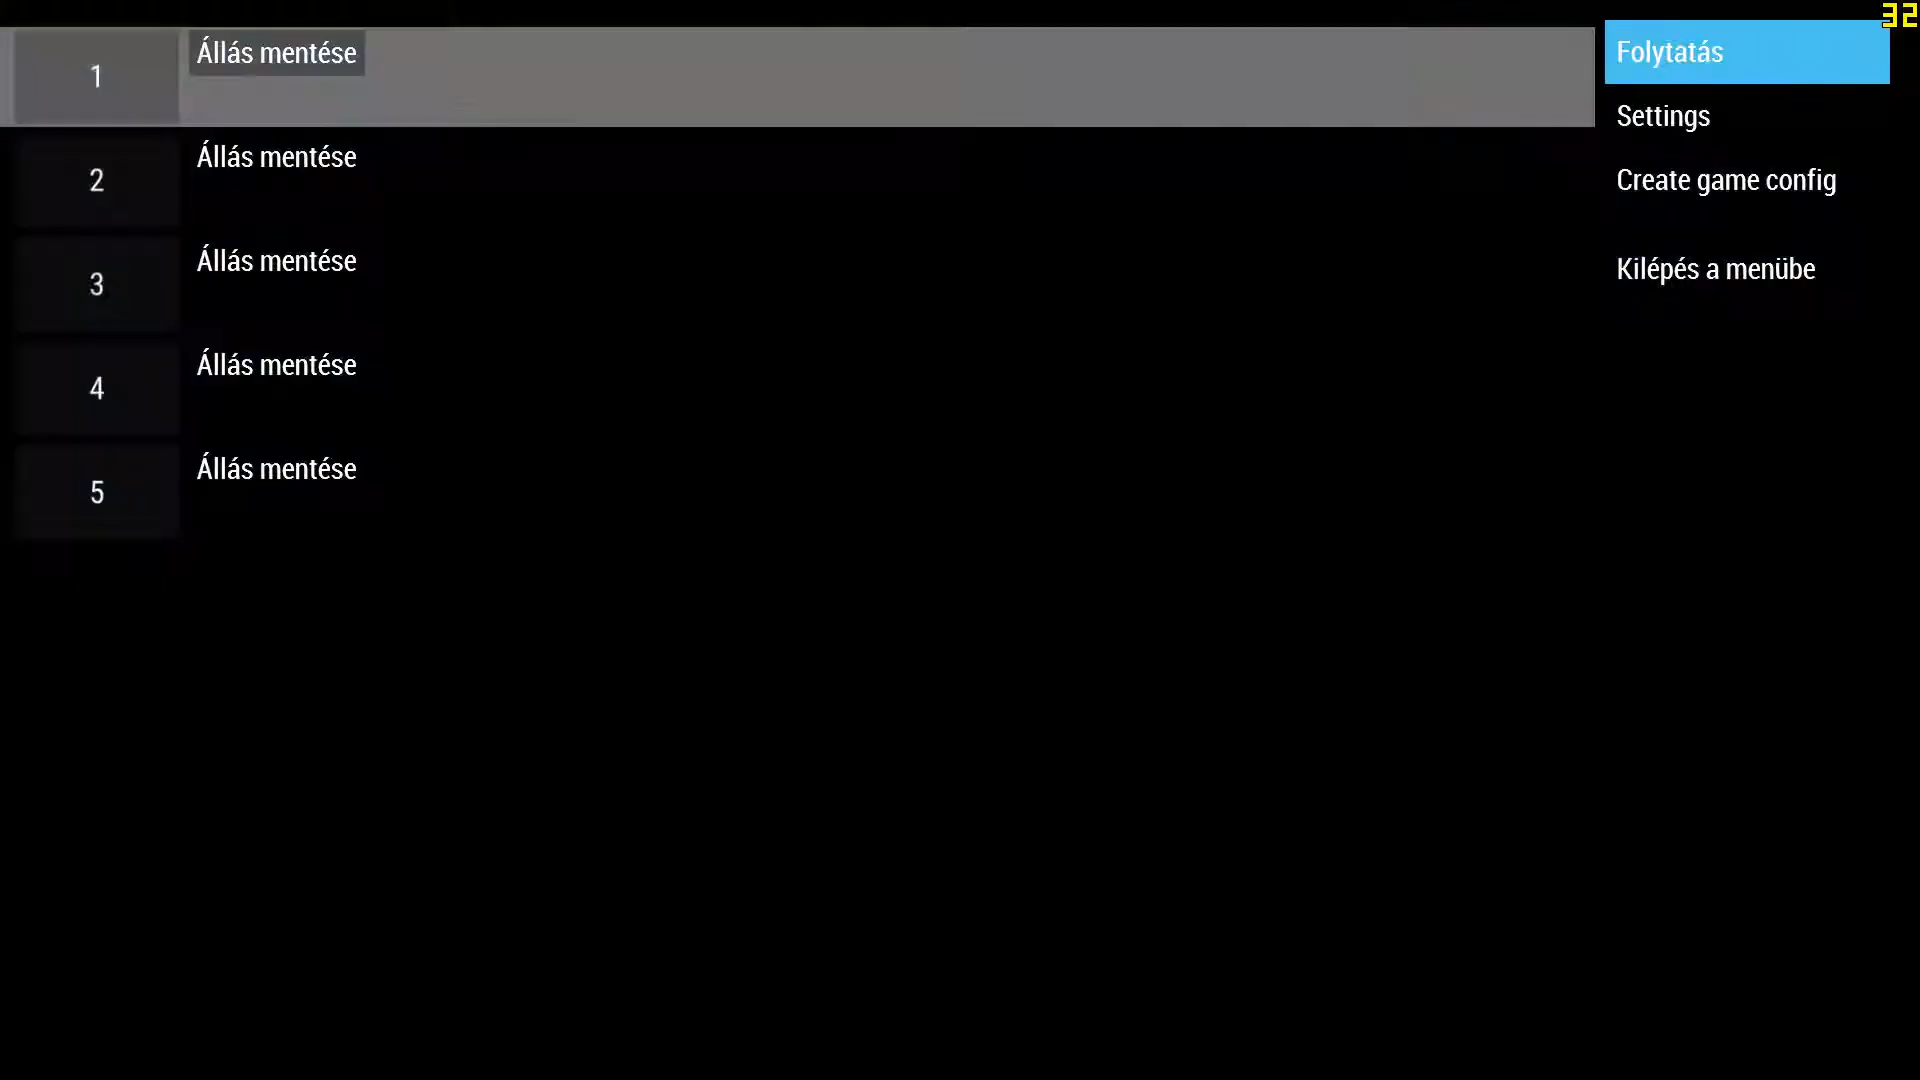 1
Állás mentése
2
Állás mentése
3
Állás mentése
4
Állás mentése
5
Állás mentése
32
Folytatás
Settings
Create game config
Kilépés a menübe